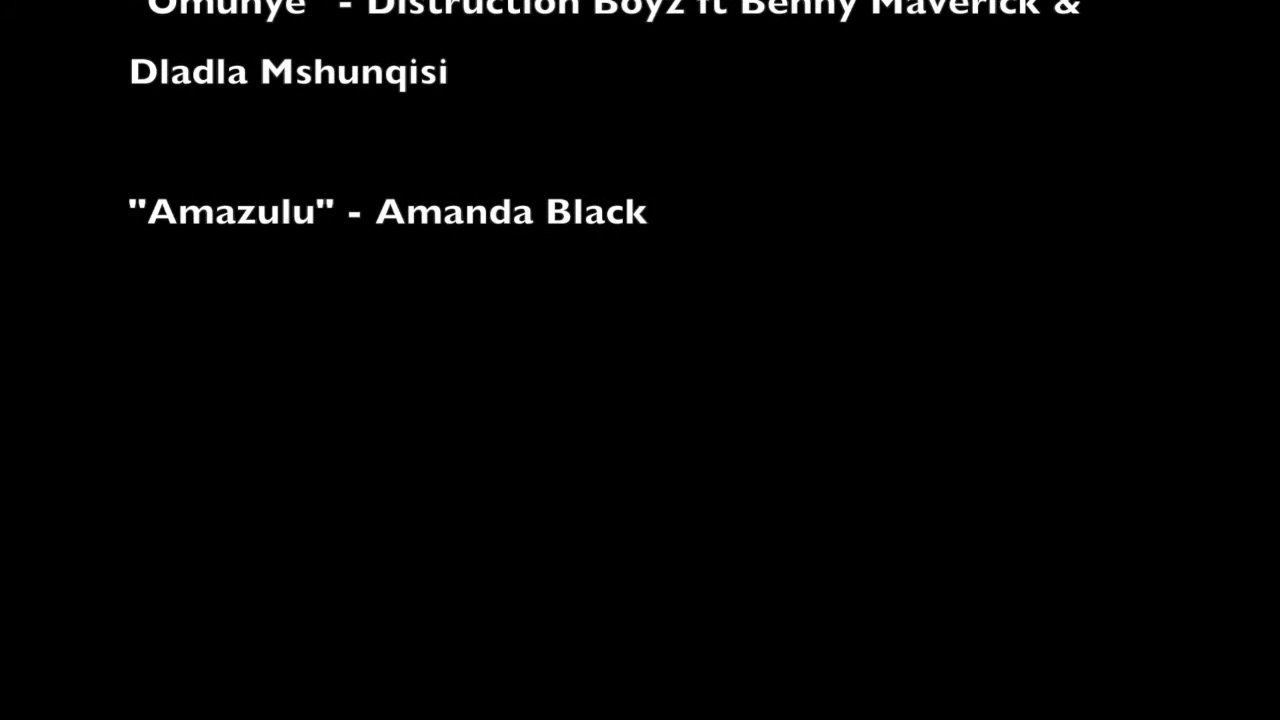 "Omunye" - Distruction Boyz ft Benny Maverick &
Dladla Mshunqisi
"Amazulu" - Amanda Black